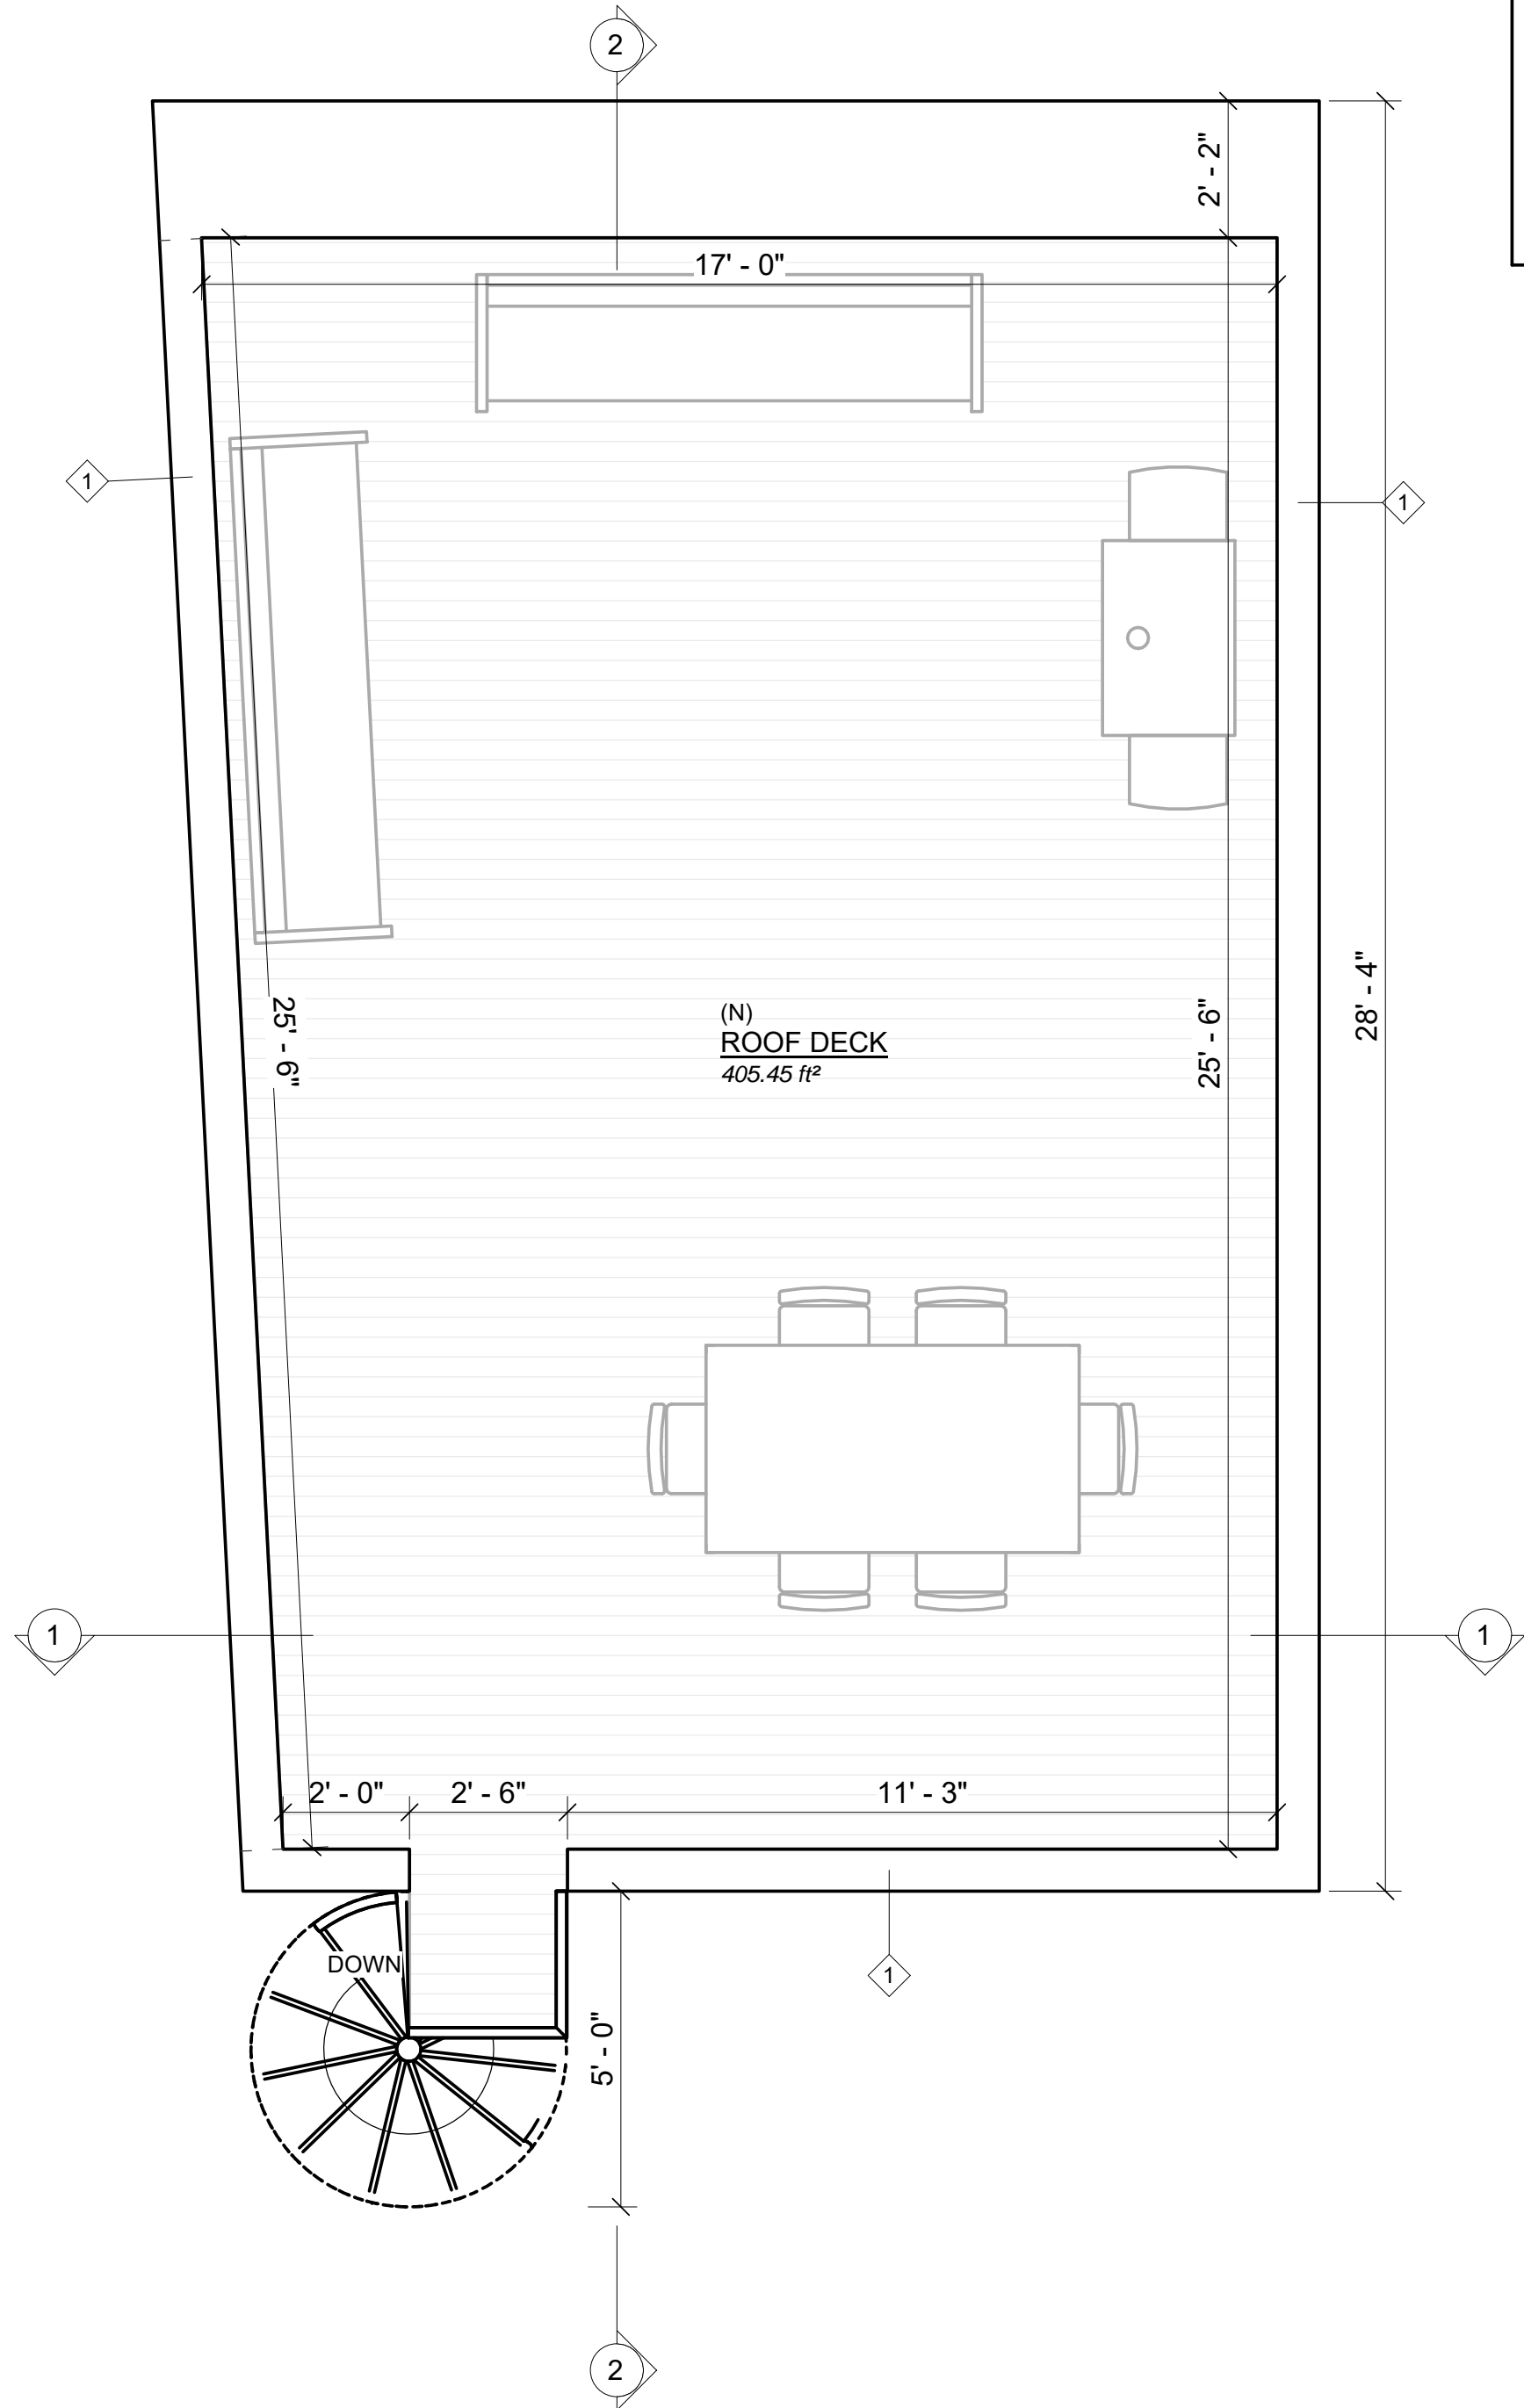 2
2' - 2"
17' - 0"
1
1
(N)
ROOF DECK
405.45 ft²
25' - 6"
25' - 6"
28' - 4"
1
1
2' - 0"
2' - 6"
11' - 3"
DOWN
1
5' - 0"
2